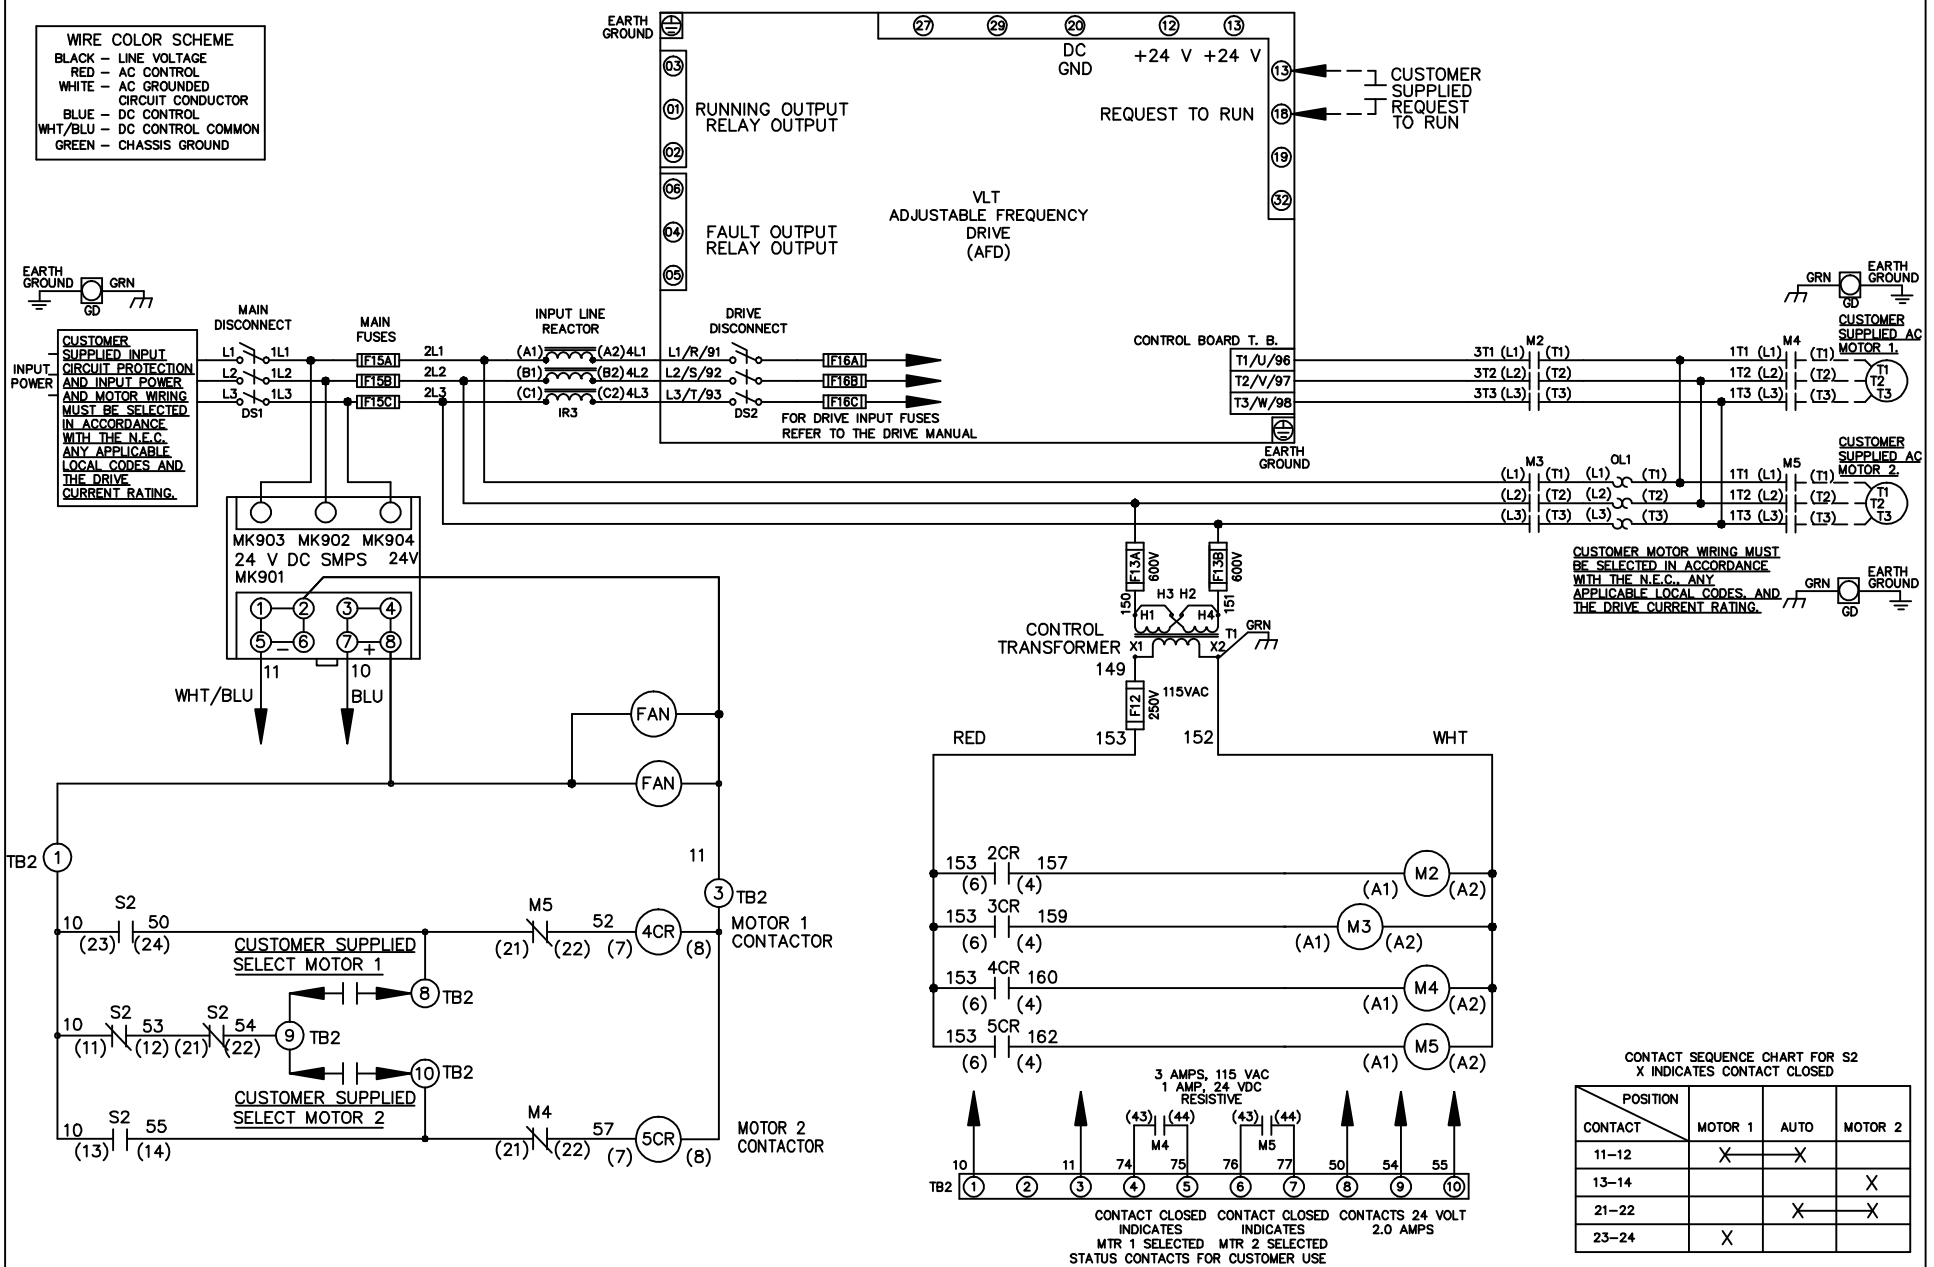 WIRE COLOR SCHEME
BLACK – LINE VOLTAGE
RED – AC CONTROL
WHITE – AC GROUNDED
CIRCUIT CONDUCTOR
BLUE – DC CONTROL
WHT/BLU – DC CONTROL COMMON
GREEN – CHASSIS GROUND
EARTH
GROUND
27 29 20 12 13
DC
GND
+24 V +24 V
03
01
02
RUNNING OUTPUT
RELAY OUTPUT
06
04
05
FAULT OUTPUT
RELAY OUTPUT
13
18
19
32
REQUEST TO RUN
CUSTOMER
SUPPLIED
REQUEST
TO RUN
VLT
ADJUSTABLE FREQUENCY
DRIVE
(AFD)
EARTH
GROUND
GRN
GD
INPUT
POWER
CUSTOMER
SUPPLIED INPUT
CIRCUIT PROTECTION
AND INPUT POWER
AND MOTOR WIRING
MUST BE SELECTED
IN ACCORDANCE
WITH THE N.E.C.
ANY APPLICABLE
LOCAL CODES AND
THE DRIVE
CURRENT RATING.
MAIN
DISCONNECT
MAIN
FUSES
INPUT LINE
REACTOR
DRIVE
DISCONNECT
L1 1L1 F15A 2L1 (A1) (A2) 4L1 L1/R/91 F16A
L2 1L2 F15B 2L2 (B1) (B2) 4L2 L2/S/92 F16B
L3 1L3 F15C 2L3 (C1) (C2) 4L3 L3/T/93 F16C
DS1
IR3
DS2
FOR DRIVE INPUT FUSES
REFER TO THE DRIVE MANUAL
CONTROL BOARD T. B.
T1/U/96
T2/V/97
T3/W/98
EARTH
GROUND
M2
3T1 (L1) (T1)
3T2 (L2) (T2)
3T3 (L3) (T3)
M4
1T1 (L1) (T1)
1T2 (L2) (T2)
1T3 (L3) (T3)
T1
T2
T3
GRN
GD
EARTH
GROUND
CUSTOMER
SUPPLIED AC
MOTOR 1.
M3 OL1
(L1) (T1) (L1) (T1)
(L2) (T2) (L2) (T2)
(L3) (T3) (L3) (T3)
M5
1T1 (L1) (T1)
1T2 (L2) (T2)
1T3 (L3) (T3)
T1
T2
T3
CUSTOMER
SUPPLIED AC
MOTOR 2.
CUSTOMER MOTOR WIRING MUST
BE SELECTED IN ACCORDANCE
WITH THE N.E.C., ANY
APPLICABLE LOCAL CODES, AND
THE DRIVE CURRENT RATING.
GRN
GD
EARTH
GROUND
MK903 MK902 MK904
24 V DC SMPS 24V
MK901
1 2 3 4
5 – 6 7 + 8
11
10
WHT/BLU
BLU
FAN
FAN
F13A
600V
F13B
600V
150
151
H3 H2
H1 H4
CONTROL
TRANSFORMER
X1 X2
T1
GRN
149
F12
250V
115VAC
153
152
RED
WHT
TB2 1
11
3 TB2
10 S2 50
(23) (24)
M5 52
(21) (22) (7) 4CR (8)
MOTOR 1
CONTACTOR
CUSTOMER SUPPLIED
SELECT MOTOR 1
8 TB2
10 S2 53 S2 54
(11) (12) (21) (22)
9 TB2
10 TB2
CUSTOMER SUPPLIED
SELECT MOTOR 2
10 S2 55
(13) (14)
M4 57
(21) (22) (7) 5CR (8)
MOTOR 2
CONTACTOR
153 2CR 157
(6) (4)
(A1) M2 (A2)
153 3CR 159
(6) (4)
(A1) M3 (A2)
153 4CR 160
(6) (4)
(A1) M4 (A2)
153 5CR 162
(6) (4)
(A1) M5 (A2)
3 AMPS, 115 VAC
1 AMP, 24 VDC
RESISTIVE
(43) (44) (43) (44)
M4 M5
10 11 74 75 76 77 50 54 55
TB2 1 2 3 4 5 6 7 8 9 10
CONTACT CLOSED
INDICATES
MTR 1 SELECTED
CONTACT CLOSED
INDICATES
MTR 2 SELECTED
STATUS CONTACTS FOR CUSTOMER USE
CONTACTS 24 VOLT
2.0 AMPS
CONTACT SEQUENCE CHART FOR S2
X INDICATES CONTACT CLOSED
POSITION
CONTACT MOTOR 1 AUTO MOTOR 2
11–12 X X
13–14 X
21–22 X X
23–24 X